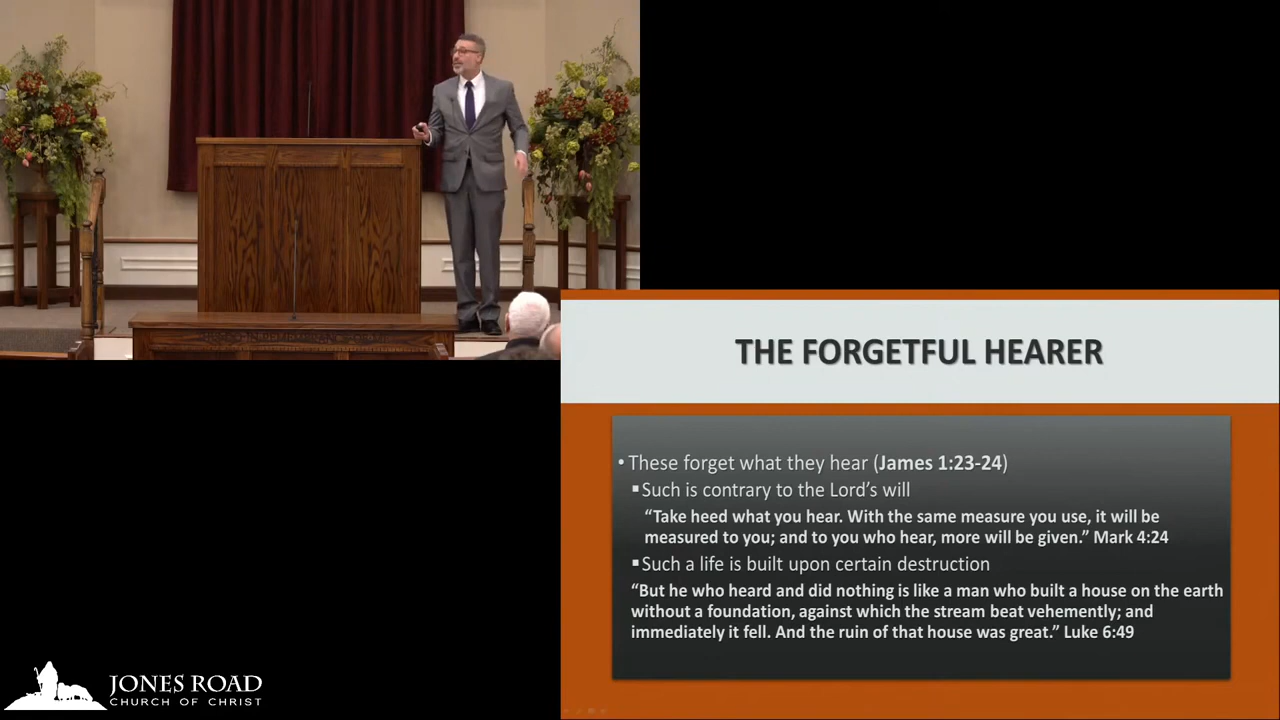 THE FORGETFUL HEARER
• These forget what they hear (James 1:23-24)
▪Such is contrary to the Lord's will
“Take heed what you hear. With the same measure you use, it will be
measured to you; and to you who hear, more will be given.” Mark 4:24
▪Such a life is built upon certain destruction
“But he who heard and did nothing is like a man who built a house on the earth
without a foundation, against which the stream beat vehemently; and
immediately it fell. And the ruin of that house was great.” Luke 6:49
JONES ROAD
CHURCH OF CHRIST